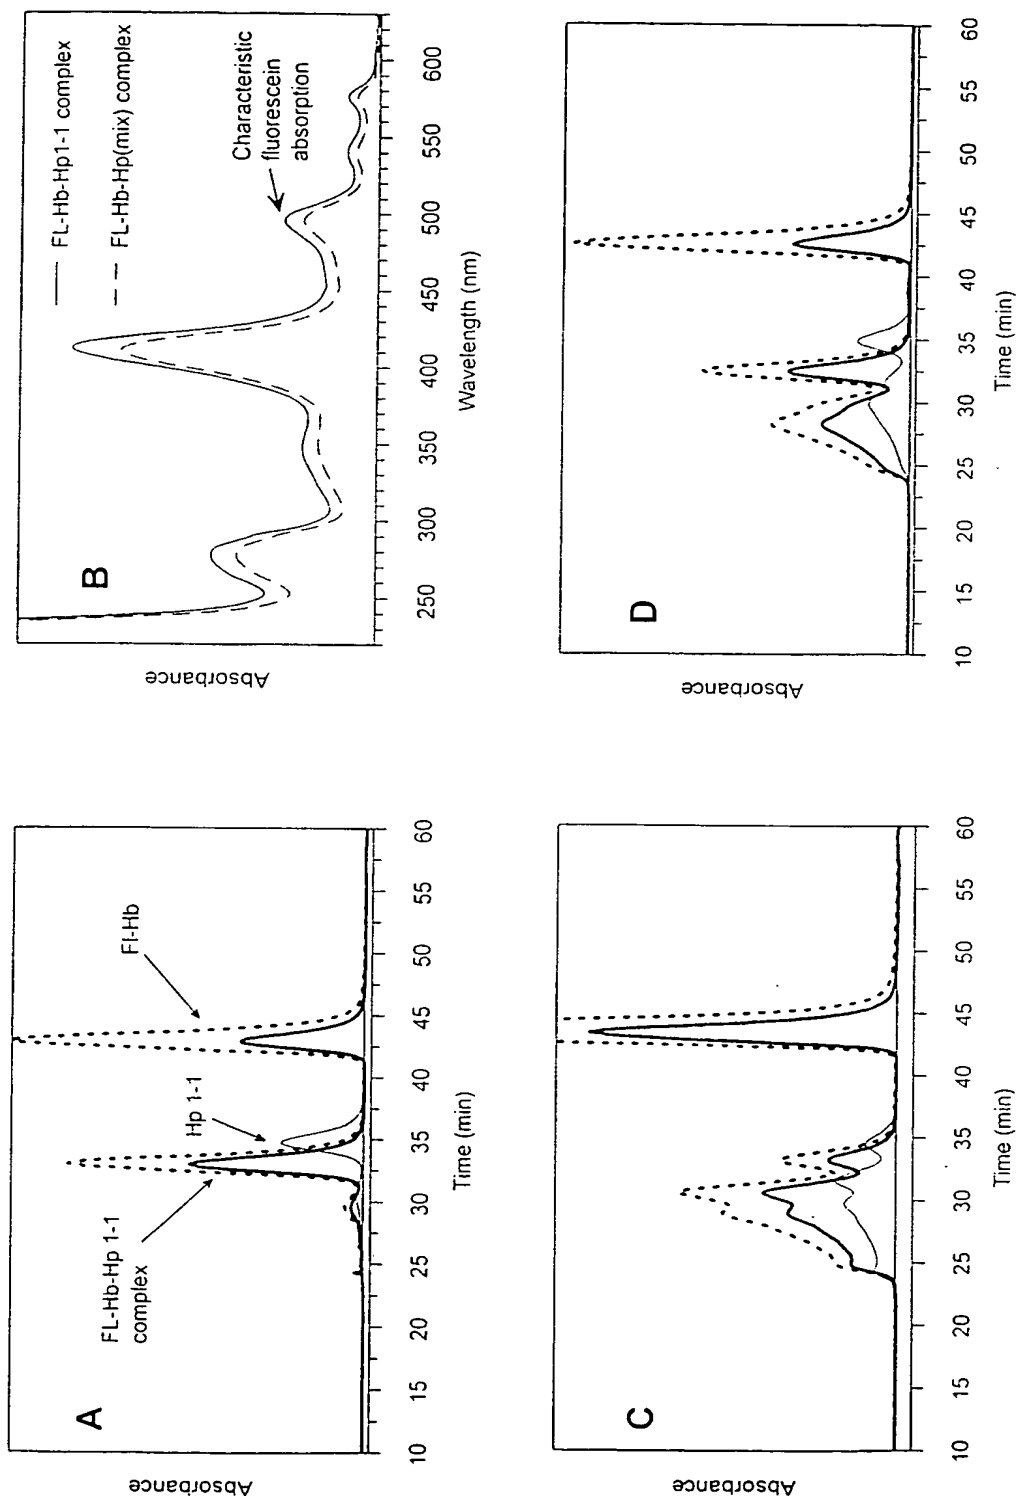 A
FL-Hb-Hp 1-1
complex
Hp 1-1
Fl-Hb
Absorbance
10 15 20 25 30 35 40 45 50 55 60
Time (min)
B
FL-Hb-Hp1-1 complex
FL-Hb-Hp(mix) complex
Characteristic
fluorescein
absorption
Absorbance
250 300 350 400 450 500 550 600
Wavelength (nm)
C
Absorbance
10 15 20 25 30 35 40 45 50 55 60
Time (min)
D
Absorbance
10 15 20 25 30 35 40 45 50 55 60
Time (min)